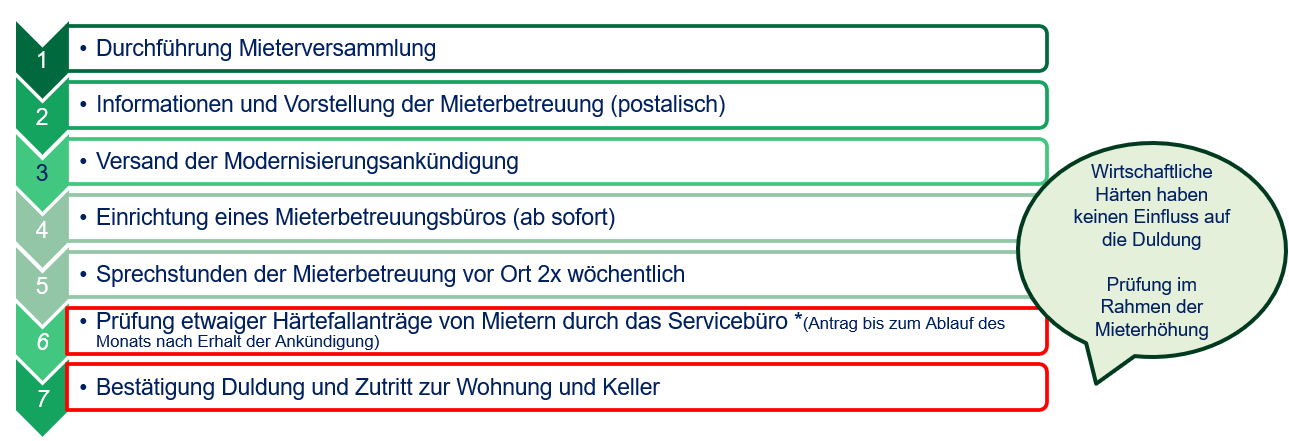 1
• Durchführung Mieterversammlung
2
• Informationen und Vorstellung der Mieterbetreuung (postalisch)
3
• Versand der Modernisierungsankündigung
4
• Einrichtung eines Mieterbetreuungsbüros (ab sofort)
5
• Sprechstunden der Mieterbetreuung vor Ort 2x wöchentlich
6
• Prüfung etwaiger Härtefallanträge von Mietern durch das Servicebüro *(Antrag bis zum Ablauf des
Monats nach Erhalt der Ankündigung)
7
• Bestätigung Duldung und Zutritt zur Wohnung und Keller
Wirtschaftliche
Härten haben
keinen Einfluss auf
die Duldung
Prüfung im
Rahmen der
Mieterhöhung